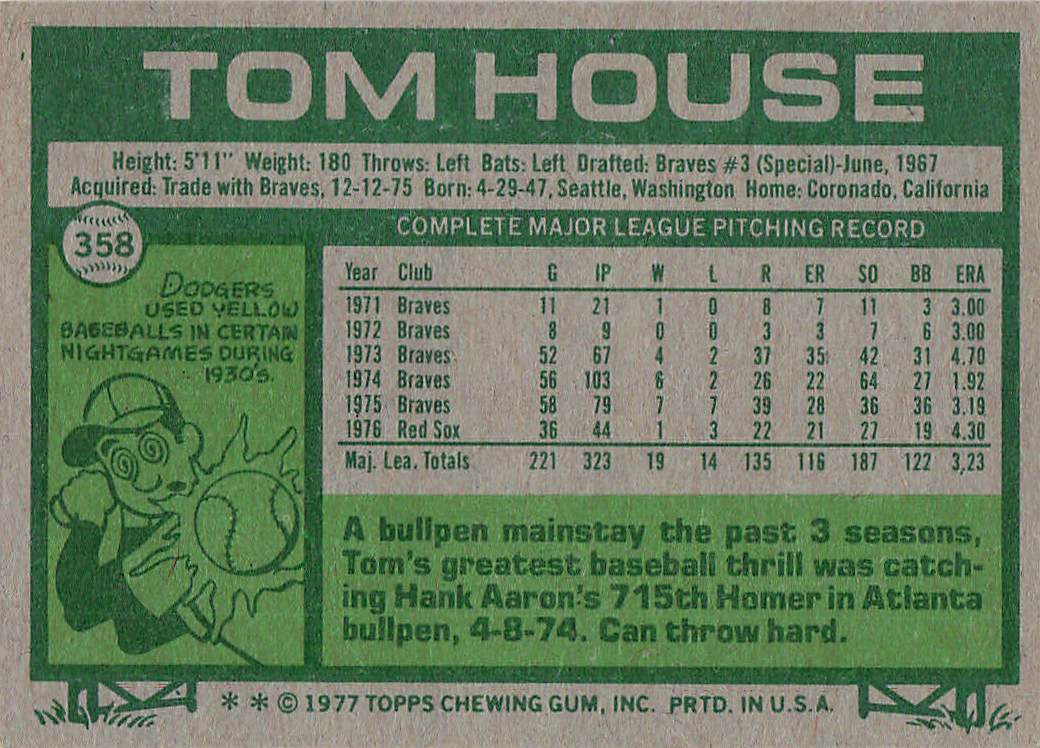 TOM HOUSE
Height: 5'11" Weight: 180 Throws: Left Bats: Left Drafted: Braves #3 (Special)-June, 1967
Acquired: Trade with Braves, 12-12-75 Born: 4-29-47, Seattle, Washington Home: Coronado, California
358
DODGERS
USED YELLOW
BASEBALLS IN CERTAIN
NIGHTGAMES DURING
1930's.
COMPLETE MAJOR LEAGUE PITCHING RECORD
Year Club G IP W L R ER SO BB ERA
1971 Braves 11 21 1 0 8 7 11 3 3.00
1972 Braves 8 9 0 0 3 3 7 6 3.00
1973 Braves 52 67 4 2 37 35 42 31 4.70
1974 Braves 56 103 6 2 26 22 64 27 1.92
1975 Braves 58 79 7 7 39 28 36 36 3.19
1976 Red Sox 36 44 1 3 22 21 27 19 4.30
Maj. Lea. Totals 221 323 19 14 135 116 187 122 3,23
A bullpen mainstay the past 3 seasons,
Tom's greatest baseball thrill was catch-
ing Hank Aaron's 715th Homer in Atlanta
bullpen, 4-8-74. Can throw hard.
* * © 1977 TOPPS CHEWING GUM, INC. PRTD. IN U.S.A.